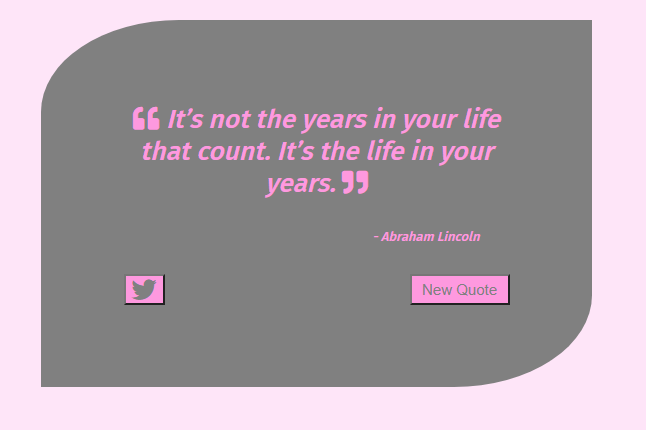 ❝ It’s not the years in your life
that count. It’s the life in your
years. ❞
- Abraham Lincoln
New Quote